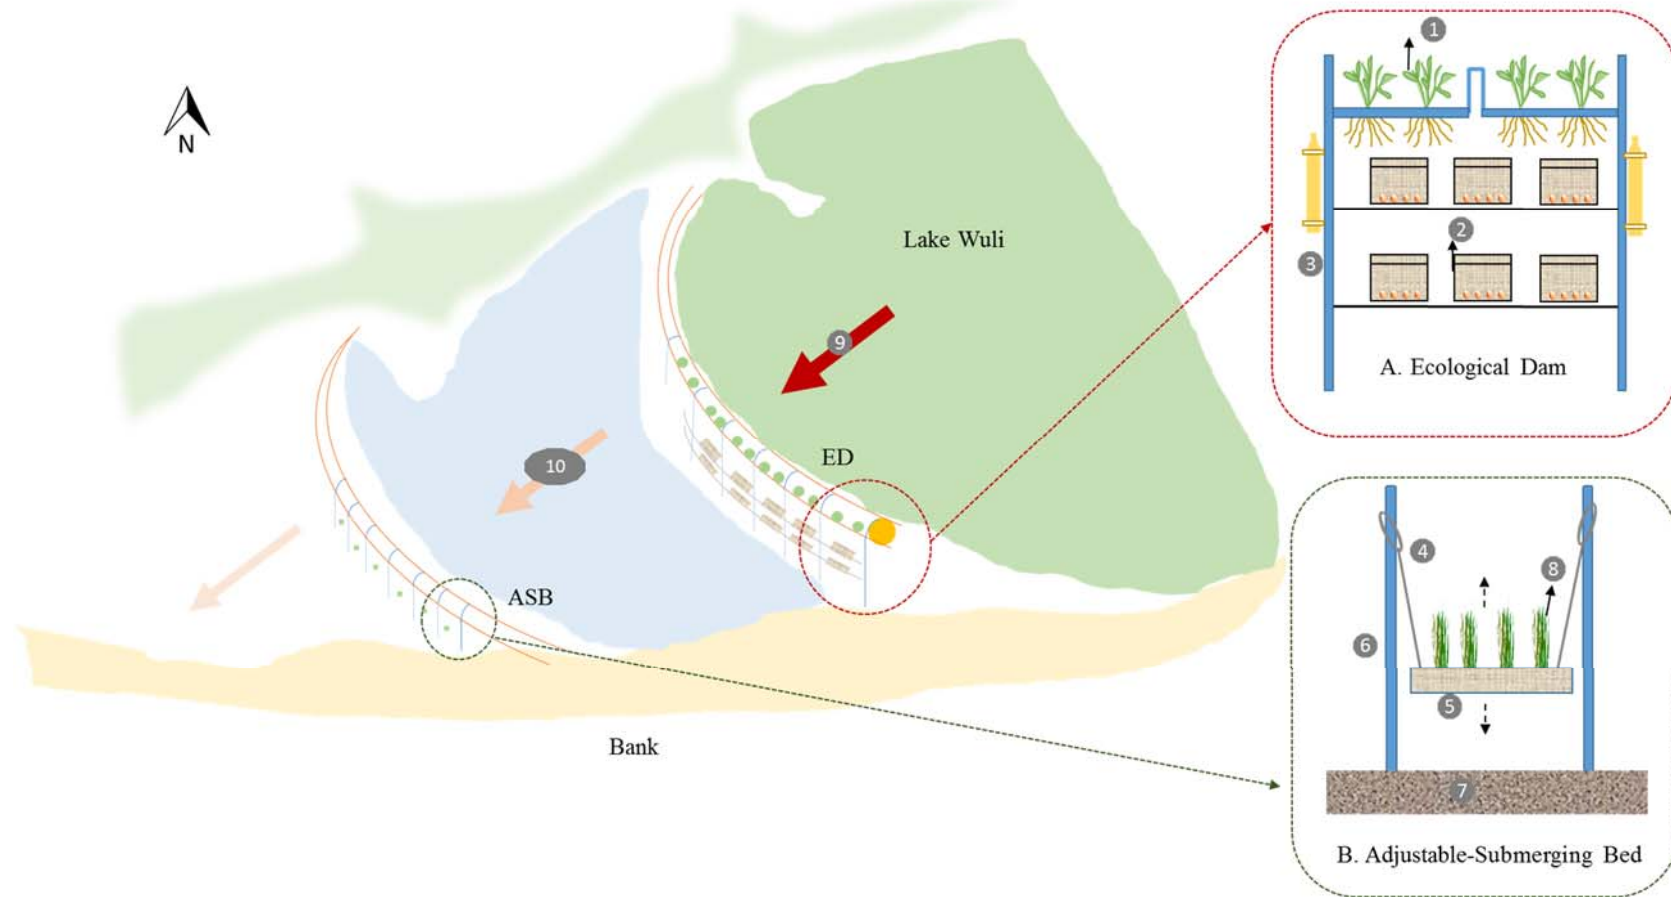 1
N
Lake Wuli
2
3
9
A. Ecological Dam
ED
10
4
8
ASB
6
5
Bank
7
B. Adjustable-Submerging Bed